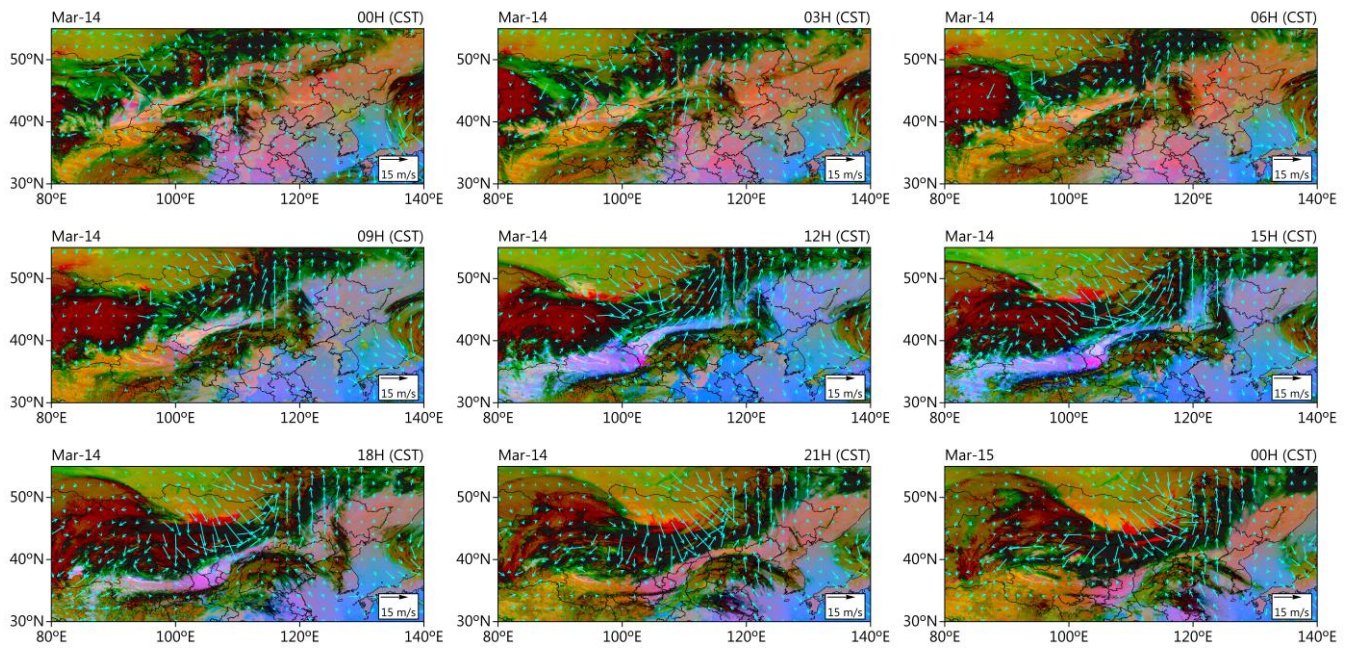 Mar-14 00H (CST) Mar-14 03H (CST) Mar-14 06H (CST)
50ºN 50ºN 50ºN
40ºN 40ºN 40ºN
15 m/s 15 m/s 15 m/s
30ºN 30ºN 30ºN
80ºE 100ºE 120ºE 140ºE 80ºE 100ºE 120ºE 140ºE 80ºE 100ºE 120ºE 140ºE
Mar-14 09H (CST) Mar-14 12H (CST) Mar-14 15H (CST)
50ºN 50ºN 50ºN
40ºN 40ºN 40ºN
15 m/s 15 m/s 15 m/s
30ºN 30ºN 30ºN
80ºE 100ºE 120ºE 140ºE 80ºE 100ºE 120ºE 140ºE 80ºE 100ºE 120ºE 140ºE
Mar-14 18H (CST) Mar-14 21H (CST) Mar-15 00H (CST)
50ºN 50ºN 50ºN
40ºN 40ºN 40ºN
15 m/s 15 m/s 15 m/s
30ºN 30ºN 30ºN
80ºE 100ºE 120ºE 140ºE 80ºE 100ºE 120ºE 140ºE 80ºE 100ºE 120ºE 140ºE